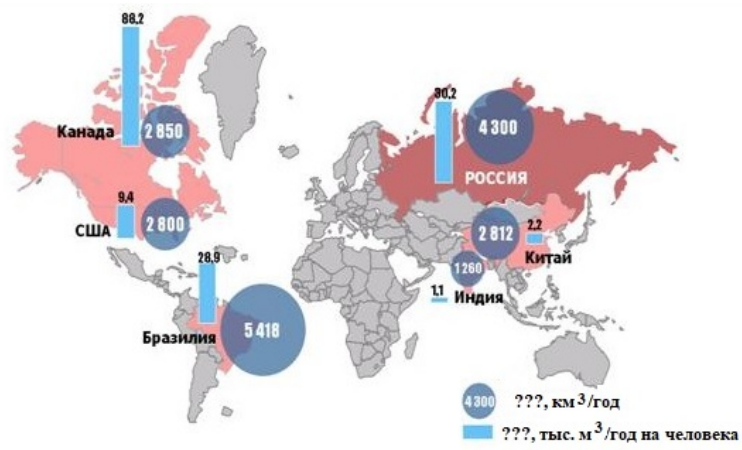 88,2
Канада
2 850
9,4
США
2 800
28,9
Бразилия
5 418
30,2
4 300
РОССИЯ
2 812
2,2
Китай
1 260
1,1
Индия
4 300 ???, км3/год
???, тыс. м3/год на человека